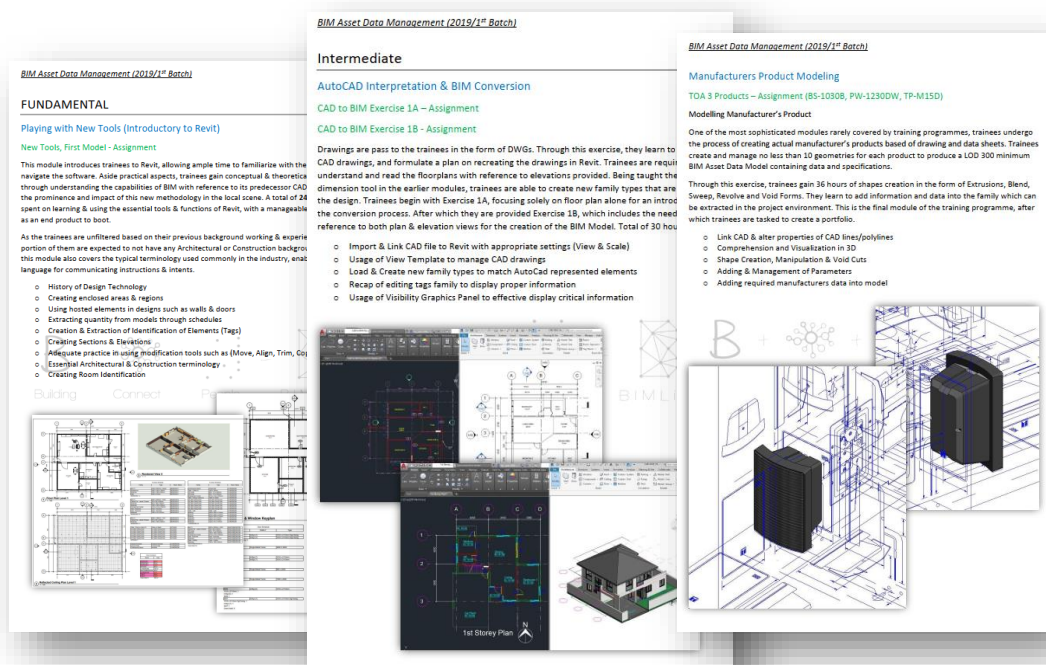 BIM Asset Data Management (2019/1st Batch)
FUNDAMENTAL
Playing with New Tools (Introductory to Revit)
New Tools, First Model - Assignment
This module introduces trainees to Revit, allowing ample time to familiarize with the
navigate the software. Aside practical aspects, trainees gain conceptual & theoretica
through understanding the capabilities of BIM with reference to its predecessor CAD
the prominence and impact of this new methodology in the local scene. A total of 24
spent on learning & using the essential tools & functions of Revit, with a manageable
as an end product to boot.
As the trainees are unfiltered based on their previous background working & experie
portion of them are expected to not have any Architectural or Construction backgrou
this module also covers the typical terminology used commonly in the industry, enab
language for communicating instructions & intents.
o History of Design Technology
o Creating enclosed areas & regions
o Using hosted elements in designs such as walls & doors
o Extracting quantity from models through schedules
o Creation & Extraction of Identification of Elements (Tags)
o Creating Sections & Elevations
o Adequate practice in using modification tools such as (Move, Align, Trim, Cop
o Essential Architectural & Construction terminology
o Creating Room Identification
Building Connect
BIM Asset Data Management (2019/1st Batch)
Intermediate
AutoCAD Interpretation & BIM Conversion
CAD to BIM Exercise 1A – Assignment
CAD to BIM Exercise 1B - Assignment
Drawings are pass to the trainees in the form of DWGs. Through this exercise, they learn to
CAD drawings, and formulate a plan on recreating the drawings in Revit. Trainees are requir
understand and read the floorplans with reference to elevations provided. Being taught the
dimension tool in the earlier modules, trainees are able to create new family types that are
the design. Trainees begin with Exercise 1A, focusing solely on floor plan alone for an introd
the conversion process. After which they are provided Exercise 1B, which includes the need
reference to both plan & elevation views for the creation of the BIM Model. Total of 30 hou
o Import & Link CAD file to Revit with appropriate settings (View & Scale)
o Usage of View Template to manage CAD drawings
o Load & Create new family types to match AutoCad represented elements
o Recap of editing tags family to display proper information
o Usage of Visibility Graphics Panel to effective display critical information
BIMLI
A B C D
1
2
3
1st Storey Plan
N
BIM Asset Data Management (2019/1st Batch)
Manufacturers Product Modeling
TOA 3 Products – Assignment (BS-1030B, PW-1230DW, TP-M15D)
Modelling Manufacturer's Product
One of the most sophisticated modules rarely covered by training programmes, trainees undergo
the process of creating actual manufacturer's products based of drawing and data sheets. Trainees
create and manage no less than 10 geometries for each product to produce a LOD 300 minimum
BIM Asset Data Model containing data and specifications.
Through this exercise, trainees gain 36 hours of shapes creation in the form of Extrusions, Blend,
Sweep, Revolve and Void Forms. They learn to add information and data into the family which can
be extracted in the project environment. This is the final module of the training programme, after
which trainees are tasked to create a portfolio.
o Link CAD & alter properties of CAD lines/polylines
o Comprehension and Visualization in 3D
o Shape Creation, Manipulation & Void Cuts
o Adding & Management of Parameters
o Adding required manufacturers data into model
B